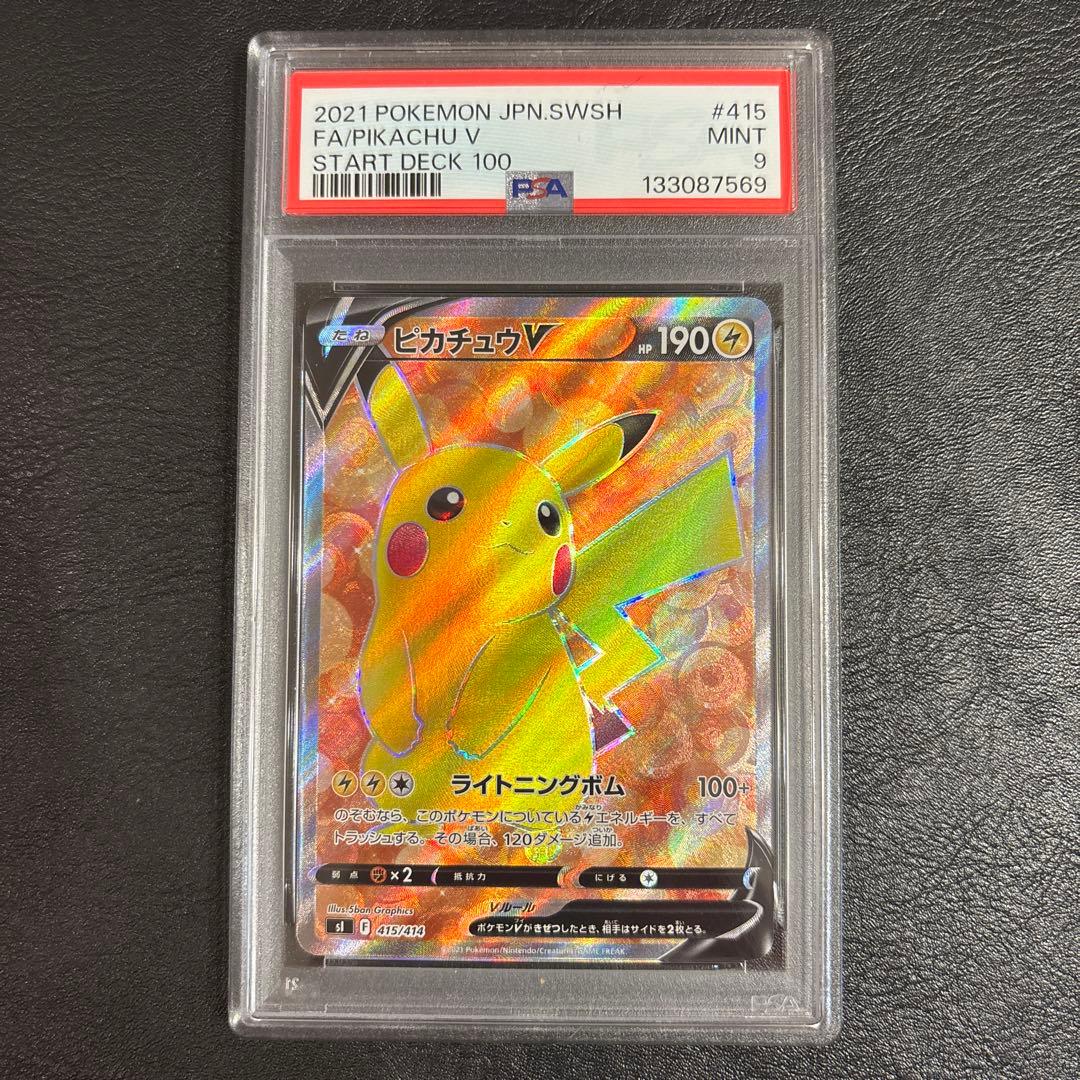 2021 POKEMON JPN.SWSH #415
FA/PIKACHU V MINT
START DECK 100 9
PSA 133087569
たね ピカチュウV HP 190
ライトニングボム 100+
のぞむなら、このポケモンについているエネルギーを、すべて
トラッシュする。その場合、120ダメージ追加。
弱点 ×2 抵抗力 にげる
Illus. 5ban Graphics Vルール
sI F 415/414 ポケモンVがきぜつしたとき、相手はサイドを2枚とる。
©2021 Pokémon/Nintendo/Creatures/GAME FREAK
PSA